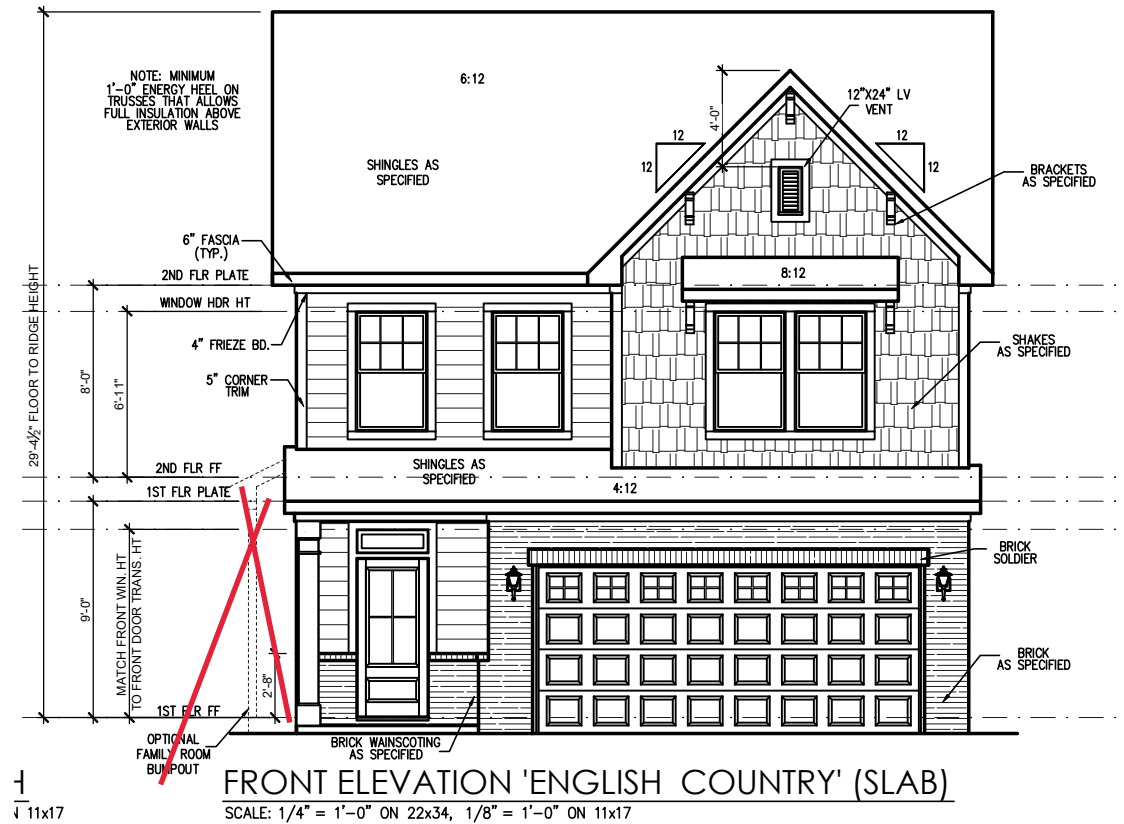 NOTE: MINIMUM
1'-0" ENERGY HEEL ON
TRUSSES THAT ALLOWS
FULL INSULATION ABOVE
EXTERIOR WALLS
6:12
SHINGLES AS
SPECIFIED
4'-0"
12"X24" LV
VENT
12
12
12
12
BRACKETS
AS SPECIFIED
6" FASCIA
(TYP.)
2ND FLR PLATE
WINDOW HDR HT
8:12
4" FRIEZE BD.
5" CORNER
TRIM
SHAKES
AS SPECIFIED
29'-4½" FLOOR TO RIDGE HEIGHT
8'-0"
6'-11"
2ND FLR FF
1ST FLR PLATE
SHINGLES AS
SPECIFIED
4:12
BRICK
SOLDIER
9'-0"
MATCH FRONT WIN. HT
TO FRONT DOOR TRANS. HT
2'-8"
BRICK
AS SPECIFIED
1ST FLR FF
OPTIONAL
FAMILY ROOM
BUMPOUT
BRICK WAINSCOTING
AS SPECIFIED
H
FRONT ELEVATION 'ENGLISH COUNTRY' (SLAB)
N 11x17
SCALE: 1/4" = 1'-0" ON 22x34, 1/8" = 1'-0" ON 11x17